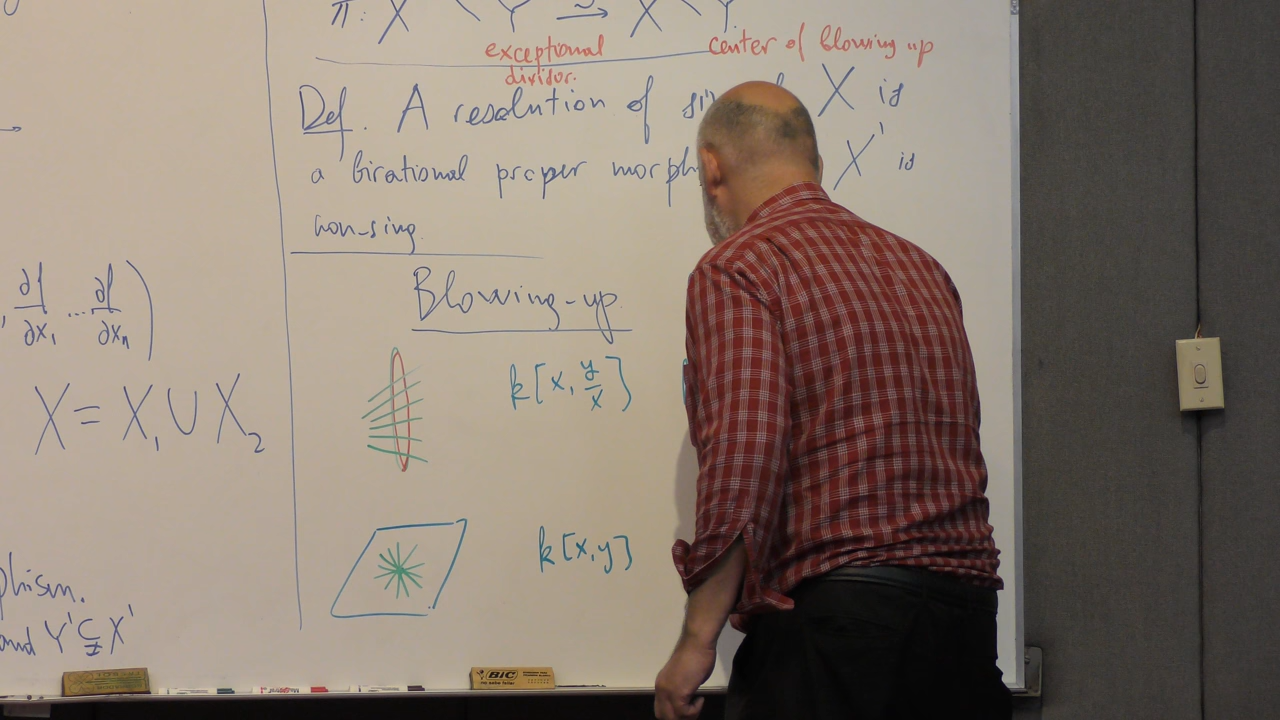 π: X \ Y → X \ Y
exceptional
divisor.
center of blowing up
Def. A resolution of X is
a birational proper X' is
non-sing.
Blowing-up.
k[x, y/x]
k[x,y]
∂f/∂x₁ ... ∂f/∂xₙ )
X = X₁ ∪ X₂
and Y' ⊊ X'
BIC